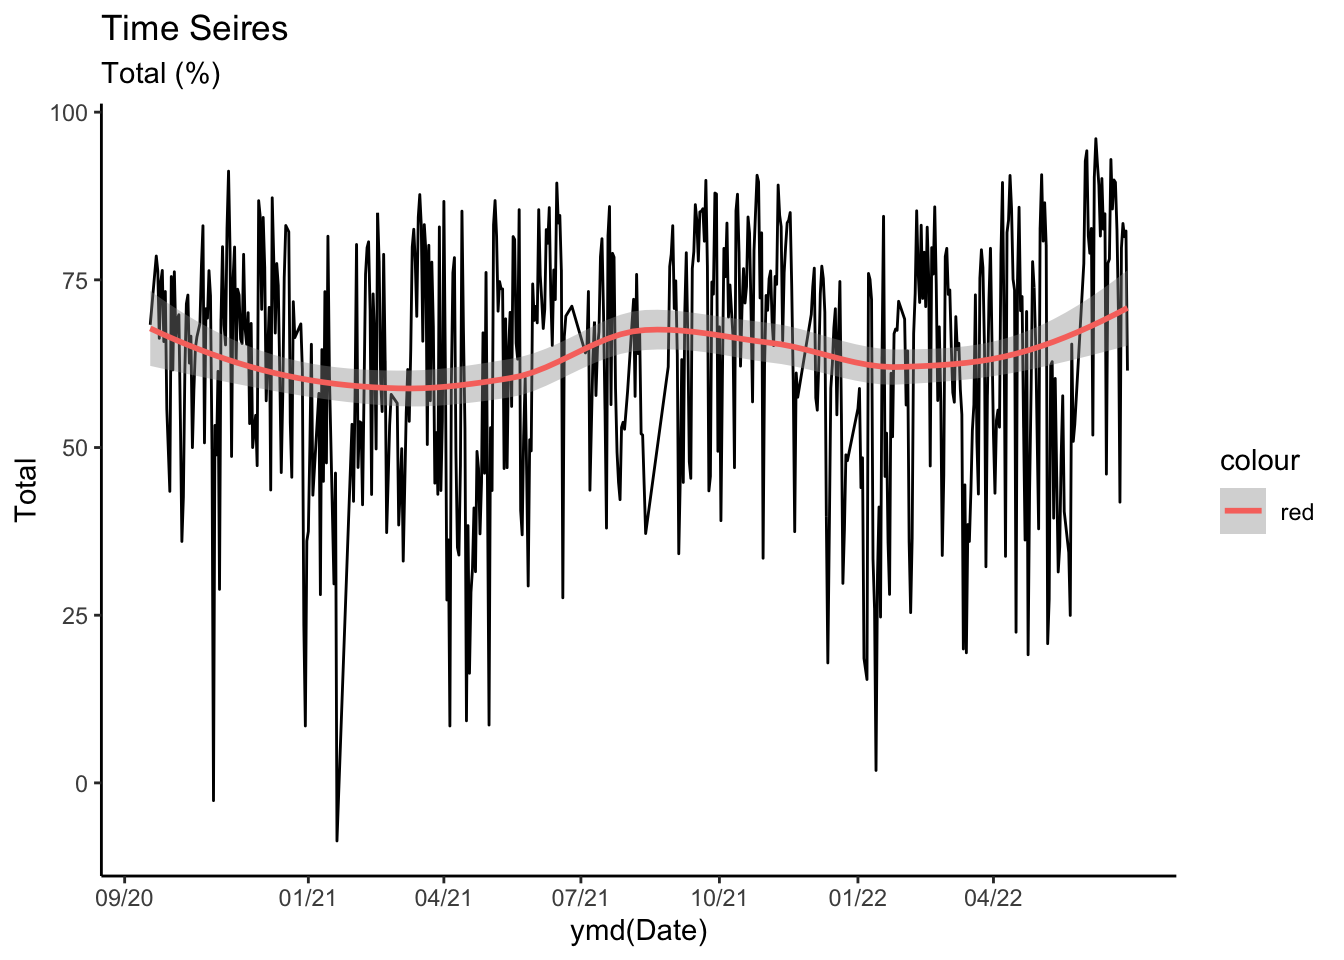 Time Seires
Total (%)
100
75
50
25
0
Total
09/20 01/21 04/21 07/21 10/21 01/22 04/22
ymd(Date)
colour
red